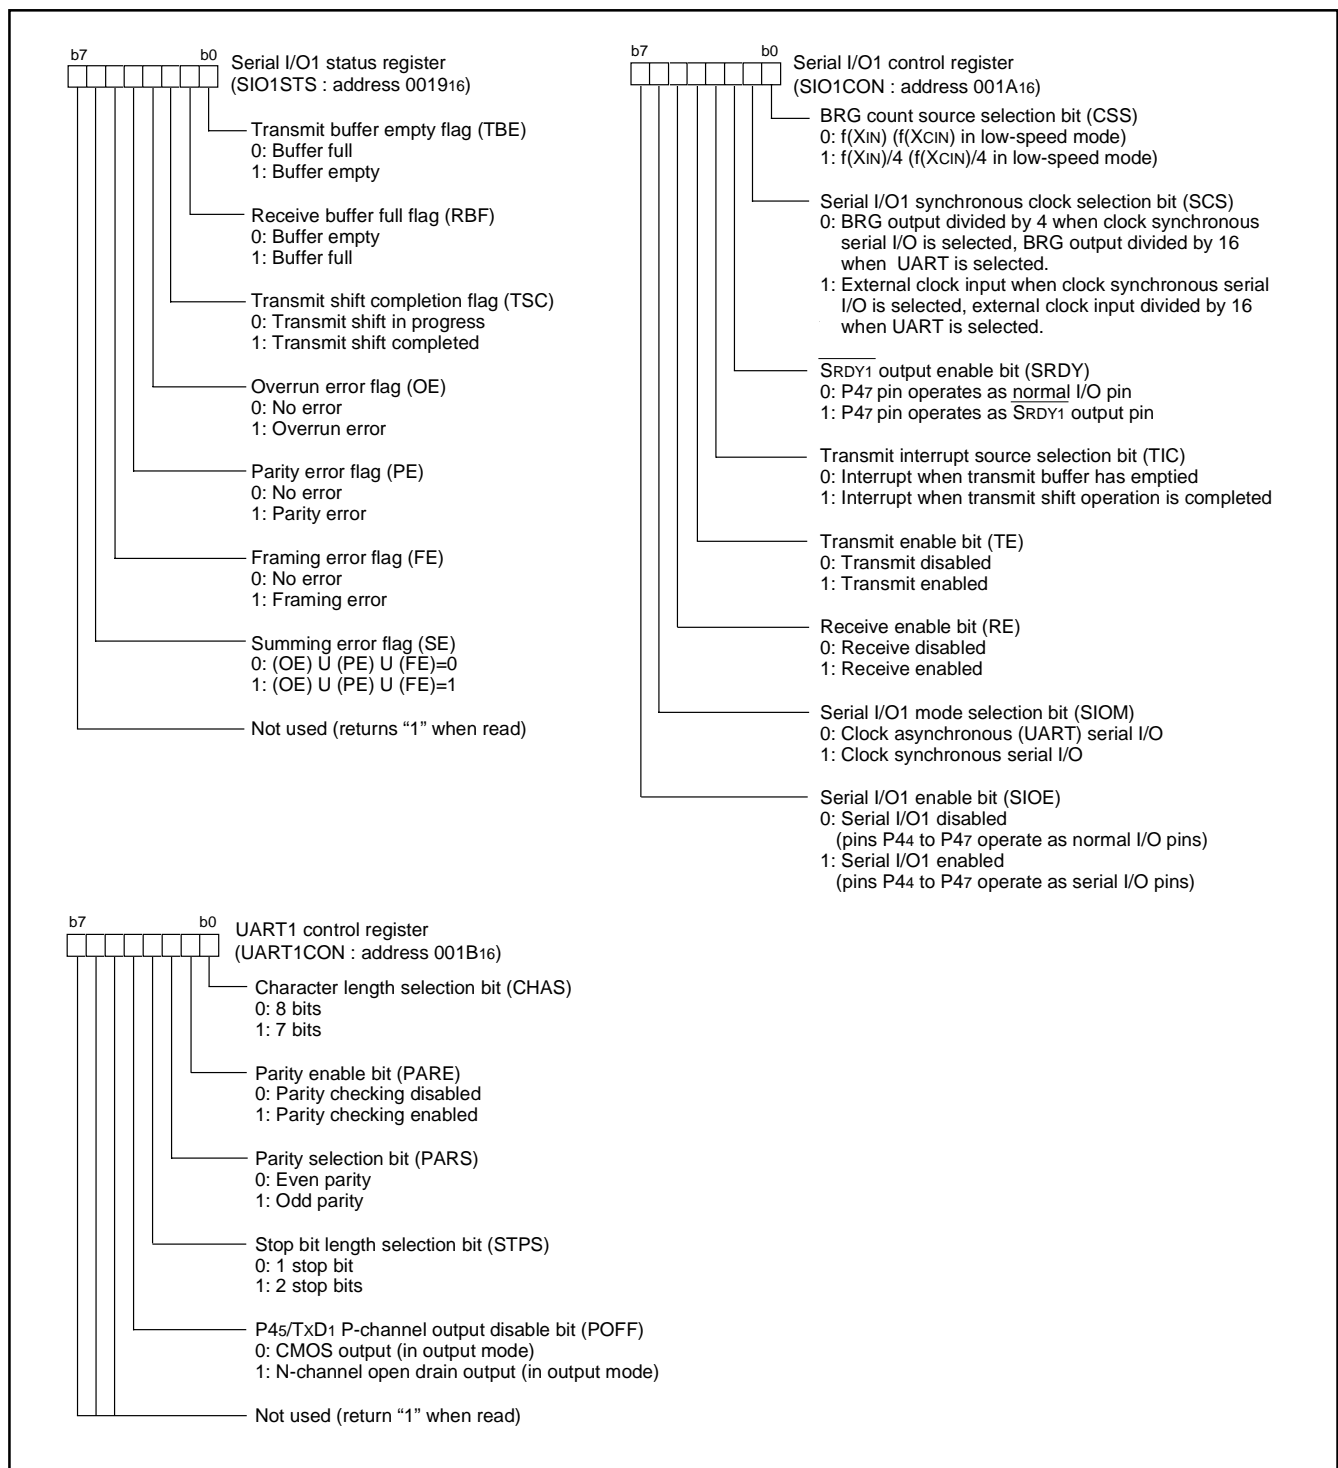 b7 b0
Serial I/O1 status register
(SIO1STS : address 001916)
Transmit buffer empty flag (TBE)
0: Buffer full
1: Buffer empty
Receive buffer full flag (RBF)
0: Buffer empty
1: Buffer full
Transmit shift completion flag (TSC)
0: Transmit shift in progress
1: Transmit shift completed
Overrun error flag (OE)
0: No error
1: Overrun error
Parity error flag (PE)
0: No error
1: Parity error
Framing error flag (FE)
0: No error
1: Framing error
Summing error flag (SE)
0: (OE) U (PE) U (FE)=0
1: (OE) U (PE) U (FE)=1
Not used (returns “1” when read)
b7 b0
Serial I/O1 control register
(SIO1CON : address 001A16)
BRG count source selection bit (CSS)
0: f(XIN) (f(XCIN) in low-speed mode)
1: f(XIN)/4 (f(XCIN)/4 in low-speed mode)
Serial I/O1 synchronous clock selection bit (SCS)
0: BRG output divided by 4 when clock synchronous
serial I/O is selected, BRG output divided by 16
when UART is selected.
1: External clock input when clock synchronous serial
I/O is selected, external clock input divided by 16
when UART is selected.
SRDY1 output enable bit (SRDY)
0: P47 pin operates as normal I/O pin
1: P47 pin operates as SRDY1 output pin
Transmit interrupt source selection bit (TIC)
0: Interrupt when transmit buffer has emptied
1: Interrupt when transmit shift operation is completed
Transmit enable bit (TE)
0: Transmit disabled
1: Transmit enabled
Receive enable bit (RE)
0: Receive disabled
1: Receive enabled
Serial I/O1 mode selection bit (SIOM)
0: Clock asynchronous (UART) serial I/O
1: Clock synchronous serial I/O
Serial I/O1 enable bit (SIOE)
0: Serial I/O1 disabled
(pins P44 to P47 operate as normal I/O pins)
1: Serial I/O1 enabled
(pins P44 to P47 operate as serial I/O pins)
b7 b0
UART1 control register
(UART1CON : address 001B16)
Character length selection bit (CHAS)
0: 8 bits
1: 7 bits
Parity enable bit (PARE)
0: Parity checking disabled
1: Parity checking enabled
Parity selection bit (PARS)
0: Even parity
1: Odd parity
Stop bit length selection bit (STPS)
0: 1 stop bit
1: 2 stop bits
P45/TXD1 P-channel output disable bit (POFF)
0: CMOS output (in output mode)
1: N-channel open drain output (in output mode)
Not used (return “1” when read)